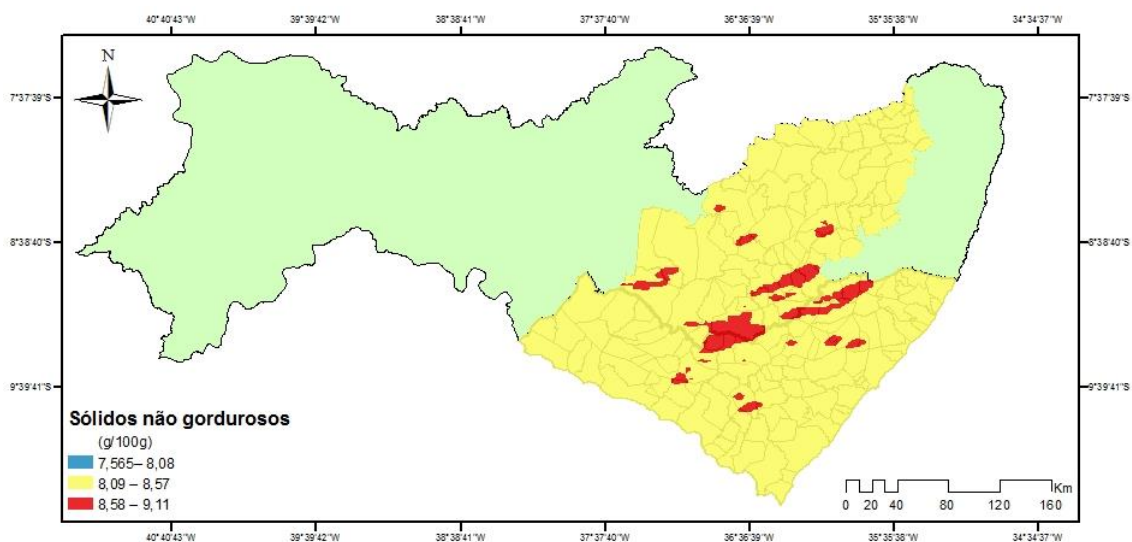 40°40'43"W 39°39'42"W 38°38'41"W 37°37'40"W 36°36'39"W 35°35'38"W 34°34'37"W
N
7°37'39"S 7°37'39"S
8°38'40"S 8°38'40"S
9°39'41"S 9°39'41"S
Sólidos não gordurosos
(g/100g)
7,565– 8,08
8,09 – 8,57
8,58 – 9,11
Km
0 20 40 80 120 160
40°40'43"W 39°39'42"W 38°38'41"W 37°37'40"W 36°36'39"W 35°35'38"W 34°34'37"W